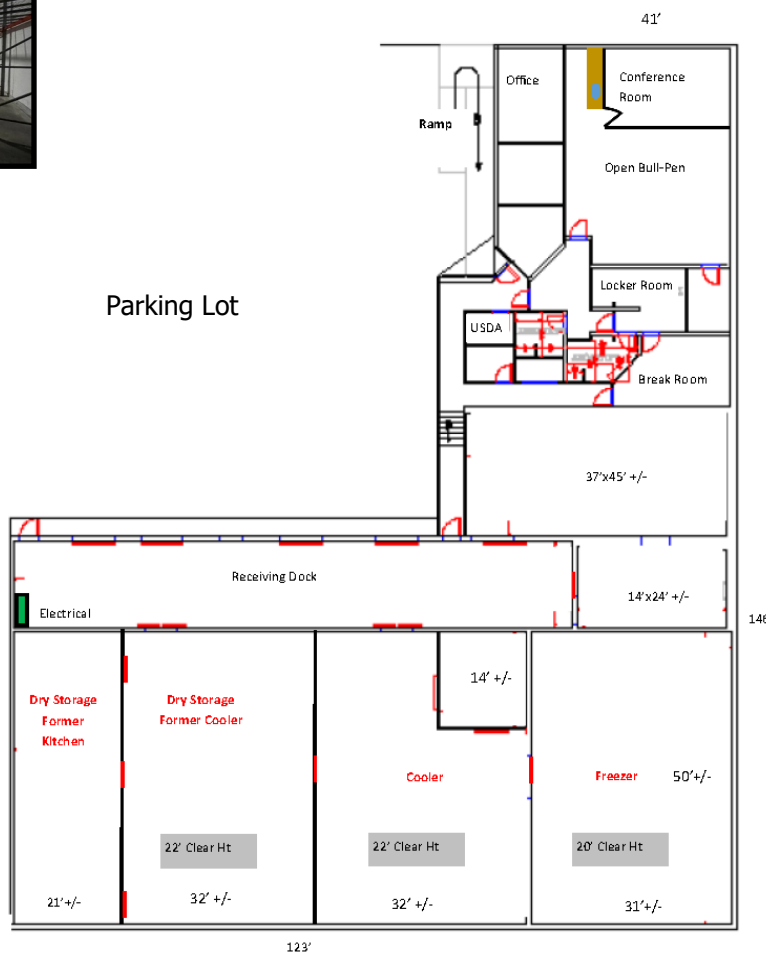 41'
Office
Conference
Room
Ramp
Open Bull-Pen
Parking Lot
Locker Room
USDA
Break Room
37'x45' +/-
Receiving Dock
14'x24' +/-
Electrical
146
14' +/-
Dry Storage
Former
Kitchen
Dry Storage
Former Cooler
Cooler
Freezer
50'+/-
22' Clear Ht
22' Clear Ht
20' Clear Ht
21'+/-
32' +/-
32' +/-
31'+/-
123'